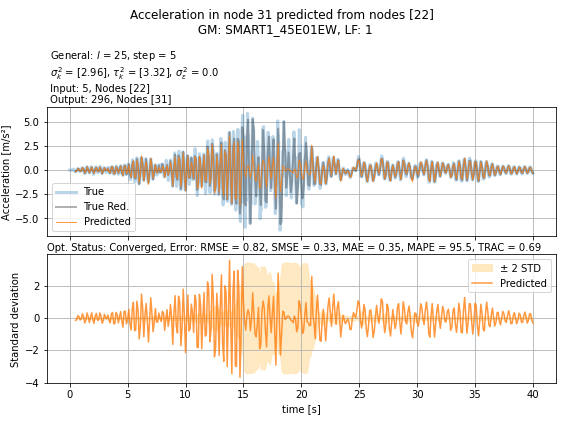 Acceleration in node 31 predicted from nodes [22]
GM: SMART1_45E01EW, LF: 1
General: l = 25, step = 5
σ²ₖ = [2.96], τ²ₖ = [3.32], σ²ε = 0.0
Input: 5, Nodes [22]
Output: 296, Nodes [31]
Acceleration [m/s²]
5.0
2.5
0.0
−2.5
−5.0
True
True Red.
Predicted
Opt. Status: Converged, Error: RMSE = 0.82, SMSE = 0.33, MAE = 0.35, MAPE = 95.5, TRAC = 0.69
Standard deviation
2
0
−2
−4
± 2 STD
Predicted
0 5 10 15 20 25 30 35 40
time [s]